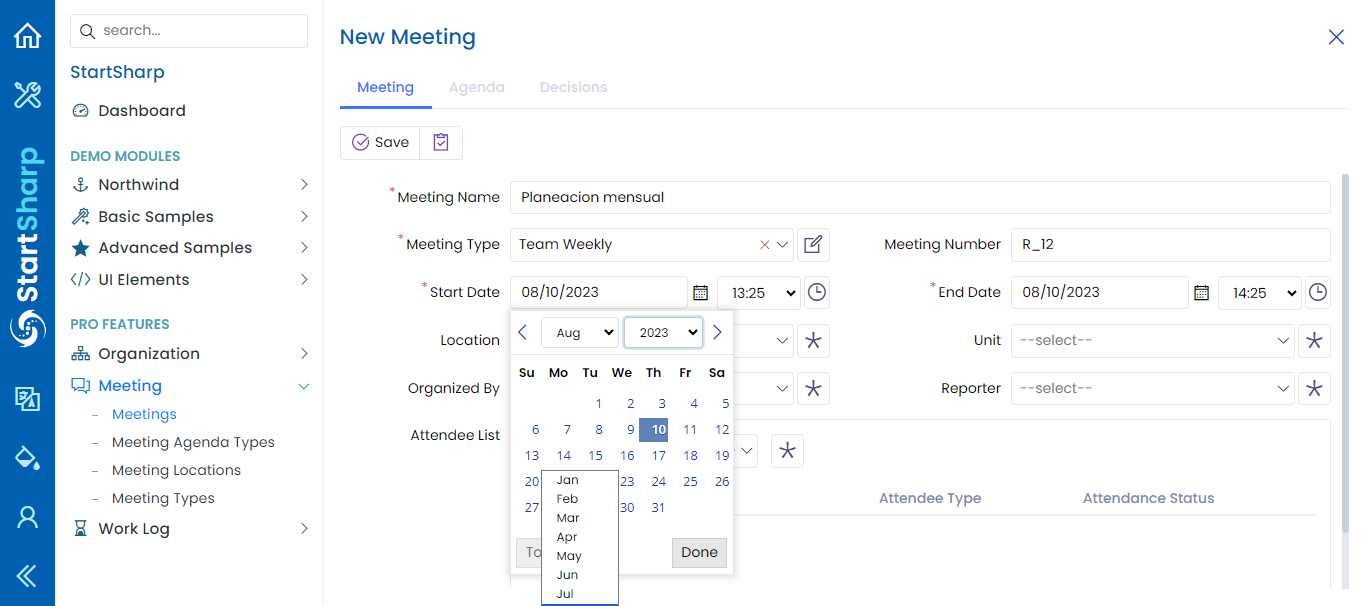 search...
StartSharp
Dashboard
DEMO MODULES
Northwind
Basic Samples
Advanced Samples
UI Elements
PRO FEATURES
Organization
Meeting
– Meetings
– Meeting Agenda Types
– Meeting Locations
– Meeting Types
Work Log
StartSharp
New Meeting
Meeting Agenda Decisions
Save
* Meeting Name Planeacion mensual
* Meeting Type Team Weekly Meeting Number R_12
* Start Date 08/10/2023 13:25 * End Date 08/10/2023 14:25
Location Unit --select--
Organized By Reporter --select--
Attendee List
Attendee Type Attendance Status
Aug 2023
Su Mo Tu We Th Fr Sa
1 2 3 4 5
6 7 8 9 10 11 12
13 14 15 16 17 18 19
20 23 24 25 26
27 30 31
To Done
Jan
Feb
Mar
Apr
May
Jun
Jul